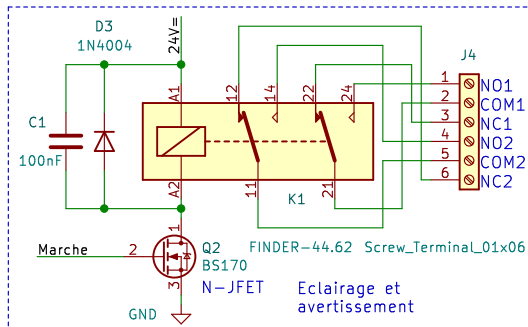 D3
1N4004
24V=
C1
100nF
A1
A2
12
14
22
24
11
21
K1
FINDER-44.62
J4
1
2
3
4
5
6
NO1
COM1
NC1
NO2
COM2
NC2
Screw_Terminal_01x06
Marche
2
1
3
Q2
BS170
N-JFET
GND
Eclairage et
avertissement